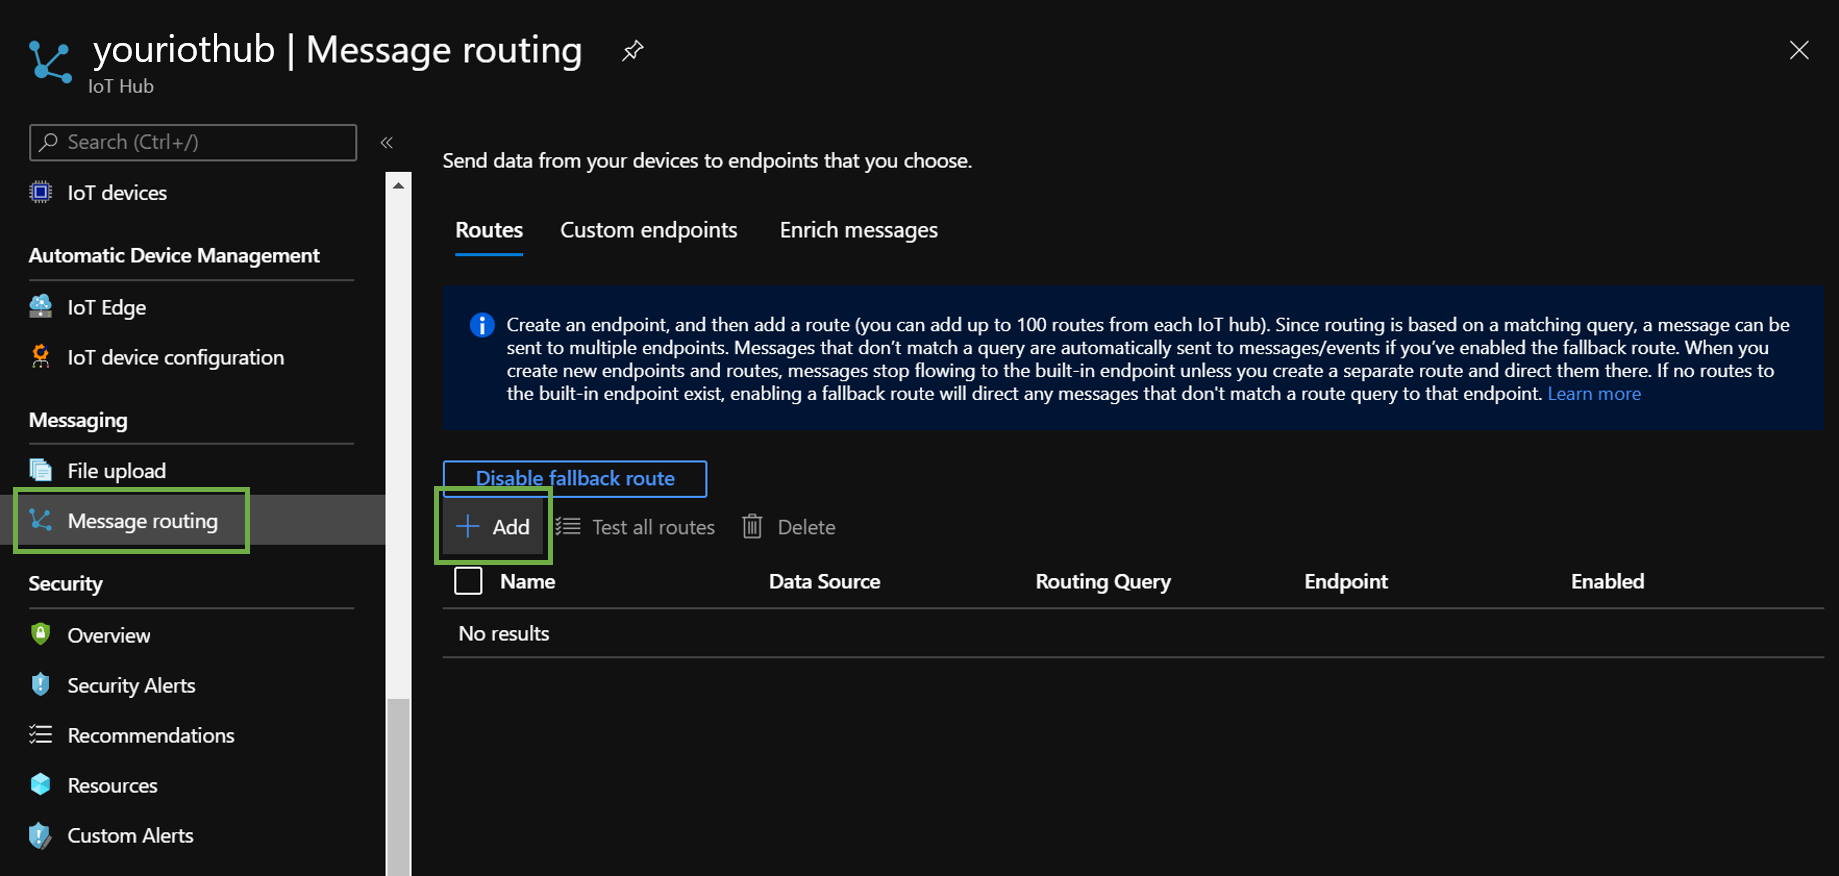 youriothub | Message routing
IoT Hub
Search (Ctrl+/)
«
IoT devices
Automatic Device Management
IoT Edge
IoT device configuration
Messaging
File upload
Message routing
Security
Overview
Security Alerts
Recommendations
Resources
Custom Alerts
Send data from your devices to endpoints that you choose.
Routes Custom endpoints Enrich messages
Create an endpoint, and then add a route (you can add up to 100 routes from each IoT hub). Since routing is based on a matching query, a message can be
sent to multiple endpoints. Messages that don’t match a query are automatically sent to messages/events if you’ve enabled the fallback route. When you
create new endpoints and routes, messages stop flowing to the built-in endpoint unless you create a separate route and direct them there. If no routes to
the built-in endpoint exist, enabling a fallback route will direct any messages that don't match a route query to that endpoint. Learn more
Disable fallback route
Add Test all routes Delete
Name Data Source Routing Query Endpoint Enabled
No results